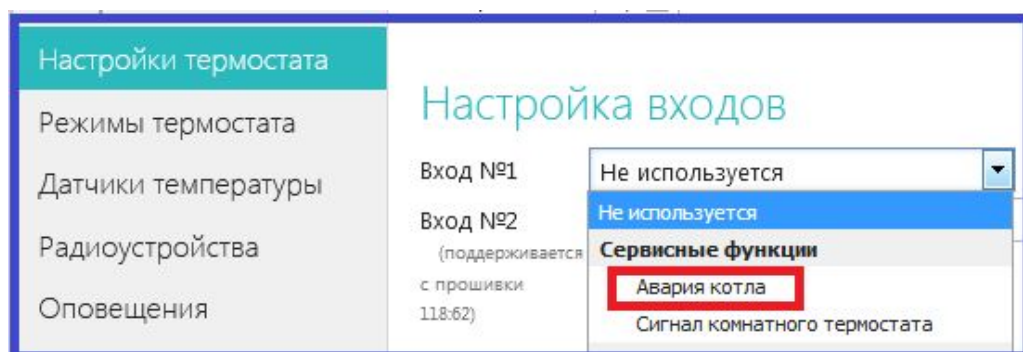 Настройки термостата
Режимы термостата
Датчики температуры
Радиоустройства
Оповещения
Настройка входов
Вход №1
Не используется
Вход №2
(поддерживается
с прошивки
118:62)
Не используется
Сервисные функции
Авария котла
Сигнал комнатного термостата